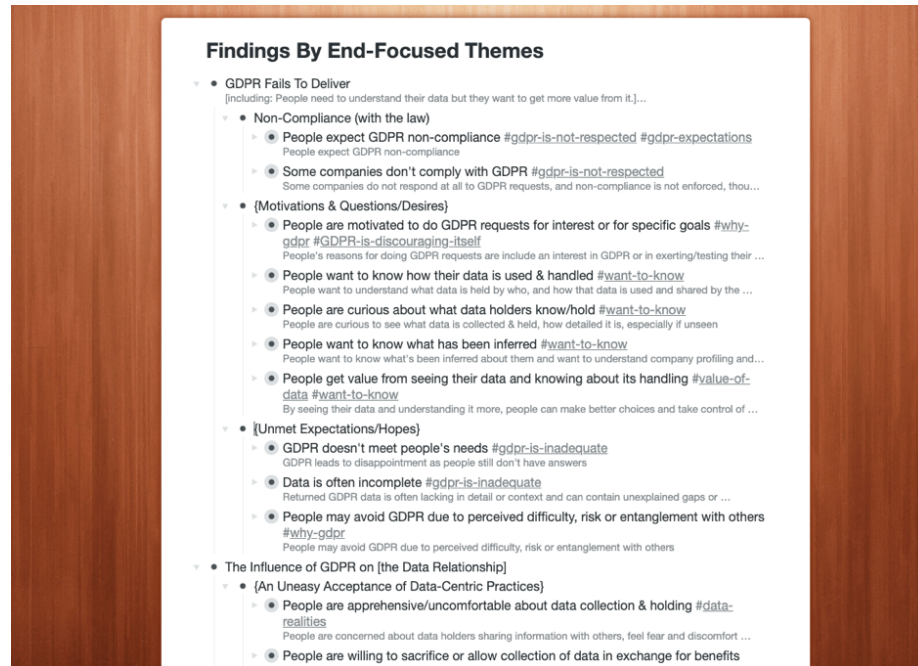 Findings By End-Focused Themes
GDPR Fails To Deliver
[including: People need to understand their data but they want to get more value from it.]...
Non-Compliance (with the law)
People expect GDPR non-compliance #gdpr-is-not-respected #gdpr-expectations
People expect GDPR non-compliance
Some companies don't comply with GDPR #gdpr-is-not-respected
Some companies do not respond at all to GDPR requests, and non-compliance is not enforced, thou...
{Motivations & Questions/Desires}
People are motivated to do GDPR requests for interest or for specific goals #why-
gdpr #GDPR-is-discouraging-itself
People's reasons for doing GDPR requests are include an interest in GDPR or in exerting/testing their ...
People want to know how their data is used & handled #want-to-know
People want to understand what data is held by who, and how that data is used and shared by the ...
People are curious about what data holders know/hold #want-to-know
People are curious to see what data is collected & held, how detailed it is, especially if unseen
People want to know what has been inferred #want-to-know
People want to know what's been inferred about them and want to understand company profiling and...
People get value from seeing their data and knowing about its handling #value-of-
data #want-to-know
By seeing their data and understanding it more, people can make better choices and take control of ...
{Unmet Expectations/Hopes}
GDPR doesn't meet people's needs #gdpr-is-inadequate
GDPR leads to disappointment as people still don't have answers
Data is often incomplete #gdpr-is-inadequate
Returned GDPR data is often lacking in detail or context and can contain unexplained gaps or ...
People may avoid GDPR due to perceived difficulty, risk or entanglement with others
#why-gdpr
People may avoid GDPR due to perceived difficulty, risk or entanglement with others
The Influence of GDPR on [the Data Relationship]
{An Uneasy Acceptance of Data-Centric Practices}
People are apprehensive/uncomfortable about data collection & holding #data-
realities
People are concerned about data holders sharing information with others, feel fear and discomfort ...
People are willing to sacrifice or allow collection of data in exchange for benefits